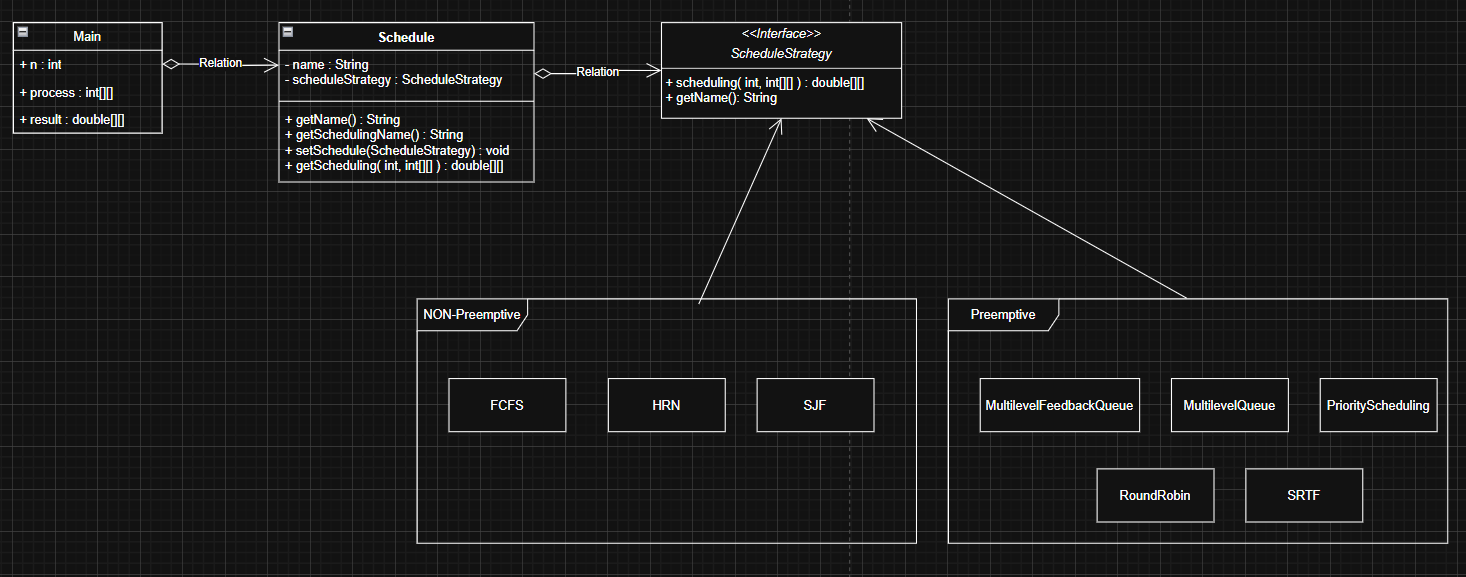 Main
+ n : int
+ process : int[][]
+ result : double[][]
Relation
Schedule
- name : String
- scheduleStrategy : ScheduleStrategy
+ getName() : String
+ getSchedulingName() : String
+ setSchedule(ScheduleStrategy) : void
+ getScheduling( int, int[][] ) : double[][]
Relation
<<Interface>>
ScheduleStrategy
+ scheduling( int, int[][] ) : double[][]
+ getName(): String
NON-Preemptive
FCFS
HRN
SJF
Preemptive
MultilevelFeedbackQueue
MultilevelQueue
PriorityScheduling
RoundRobin
SRTF